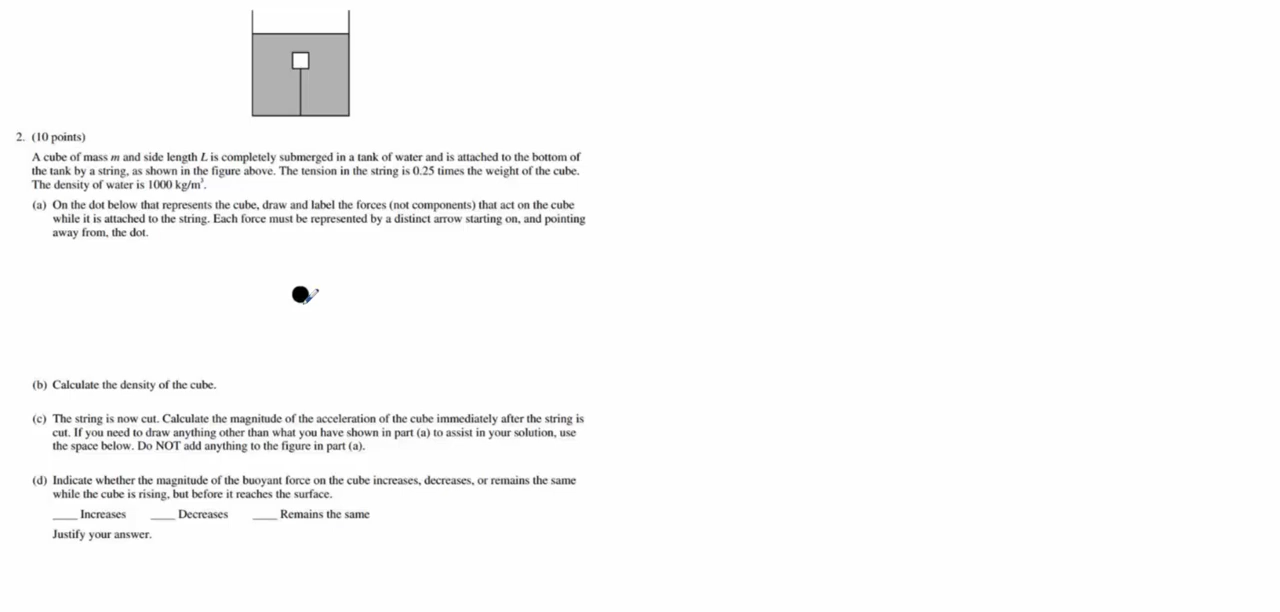 2. (10 points)
A cube of mass m and side length L is completely submerged in a tank of water and is attached to the bottom of
the tank by a string, as shown in the figure above. The tension in the string is 0.25 times the weight of the cube.
The density of water is 1000 kg/m³.
(a) On the dot below that represents the cube, draw and label the forces (not components) that act on the cube
while it is attached to the string. Each force must be represented by a distinct arrow starting on, and pointing
away from, the dot.
(b) Calculate the density of the cube.
(c) The string is now cut. Calculate the magnitude of the acceleration of the cube immediately after the string is
cut. If you need to draw anything other than what you have shown in part (a) to assist in your solution, use
the space below. Do NOT add anything to the figure in part (a).
(d) Indicate whether the magnitude of the buoyant force on the cube increases, decreases, or remains the same
while the cube is rising, but before it reaches the surface.
____ Increases ____ Decreases ____ Remains the same
Justify your answer.